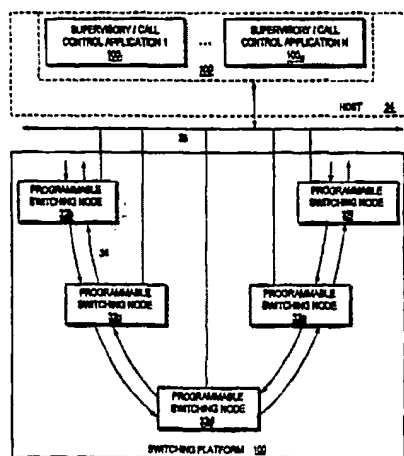 SUPERVISORY / CALL
CONTROL APPLICATION 1
...
SUPERVISORY / CALL
CONTROL APPLICATION N
HOST
PROGRAMMABLE
SWITCHING NODE
PROGRAMMABLE
SWITCHING NODE
PROGRAMMABLE
SWITCHING NODE
PROGRAMMABLE
SWITCHING NODE
PROGRAMMABLE
SWITCHING NODE
SWITCHING PLATFORM 100